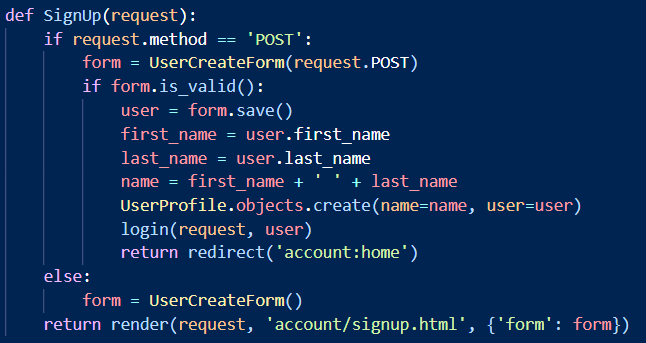 def SignUp(request):
    if request.method == 'POST':
        form = UserCreateForm(request.POST)
        if form.is_valid():
            user = form.save()
            first_name = user.first_name
            last_name = user.last_name
            name = first_name + ' ' + last_name
            UserProfile.objects.create(name=name, user=user)
            login(request, user)
            return redirect('account:home')
    else:
        form = UserCreateForm()
    return render(request, 'account/signup.html', {'form': form})